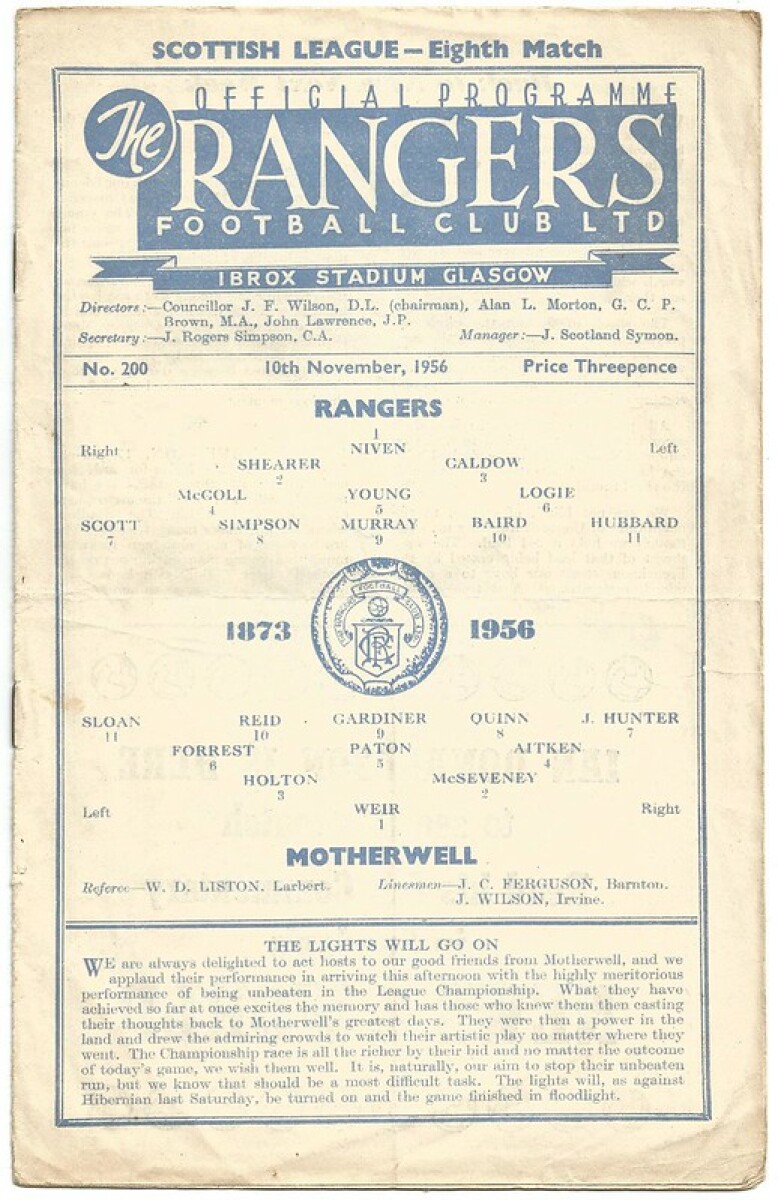 SCOTTISH LEAGUE — Eighth Match
OFFICIAL PROGRAMME
The RANGERS
FOOTBALL CLUB LTD
IBROX STADIUM GLASGOW
Directors:—Councillor J. F. Wilson, D.L. (chairman), Alan L. Morton, G. C. P.
Brown, M.A., John Lawrence, J.P.
Secretary:—J. Rogers Simpson, C.A. Manager:—J. Scotland Symon.
No. 200 10th November, 1956 Price Threepence
RANGERS
1
Right NIVEN Left
SHEARER CALDOW
2 3
McCOLL YOUNG LOGIE
4 5 6
SCOTT SIMPSON MURRAY BAIRD HUBBARD
7 8 9 10 11
FOOTBALL
1873 1956
SLOAN REID GARDINER QUINN J. HUNTER
11 10 9 8 7
FORREST PATON AITKEN
6 5 4
HOLTON McSEVENEY
3 2
Left WEIR Right
1
MOTHERWELL
Referee—W. D. LISTON. Larbert. Linesmen—J. C. FERGUSON, Barnton.
J. WILSON, Irvine.
THE LIGHTS WILL GO ON
WE are always delighted to act hosts to our good friends from Motherwell, and we
applaud their performance in arriving this afternoon with the highly meritorious
performance of being unbeaten in the League Championship. What they have
achieved so far at once excites the memory and has those who knew them then casting
their thoughts back to Motherwell's greatest days. They were then a power in the
land and drew the admiring crowds to watch their artistic play no matter where they
went. The Championship race is all the richer by their bid and no matter the outcome
of today's game, we wish them well. It is, naturally, our aim to stop their unbeaten
run, but we know that should be a most difficult task. The lights will, as against
Hibernian last Saturday, be turned on and the game finished in floodlight.